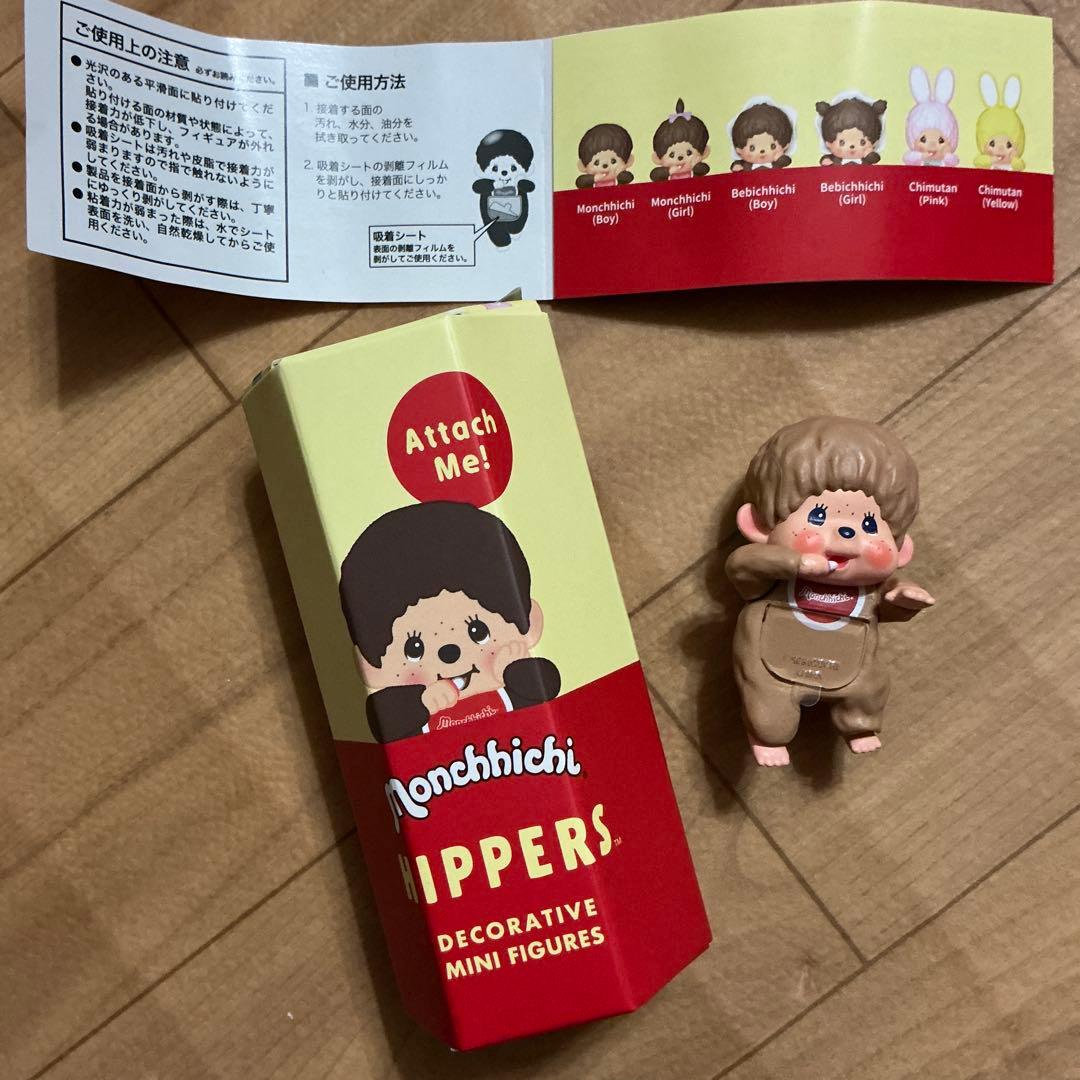 ご使用上の注意 必ずお読みください。
● 光沢のある平滑面に貼り付けてくだ
さい。
貼り付ける面の材質や状態によって、
接着力が低下し、フィギュアが外れ
る場合があります。
● 吸着シートは汚れや皮脂で接着力が
弱まりますので指で触れないように
してください。
● 製品を接着面から剥がす際は、丁寧
にゆっくり剥がしてください。
● 粘着力が弱まった際は、水でシート
表面を洗い、自然乾燥してからご使
用ください。
■ ご使用方法
1. 接着する面の
汚れ、水分、油分を
拭き取ってください。
2. 吸着シートの剥離フィルム
を剥がし、接着面にしっか
りと貼り付けてください。
吸着シート
表面の剥離フィルムを
剥がしてご使用ください。
Monchhichi
(Boy)
Monchhichi
(Girl)
Bebichhichi
(Boy)
Bebichhichi
(Girl)
Chimutan
(Pink)
Chimutan
(Yellow)
Attach
Me!
Monchhichi
Monchhichi
HIPPERS™
DECORATIVE
MINI FIGURES
Monchhichi